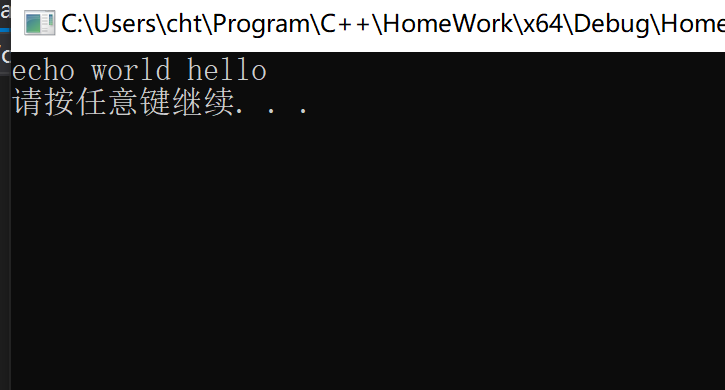 C:\Users\cht\Program\C++\HomeWork\x64\Debug\Home
echo world hello
请按任意键继续. . .